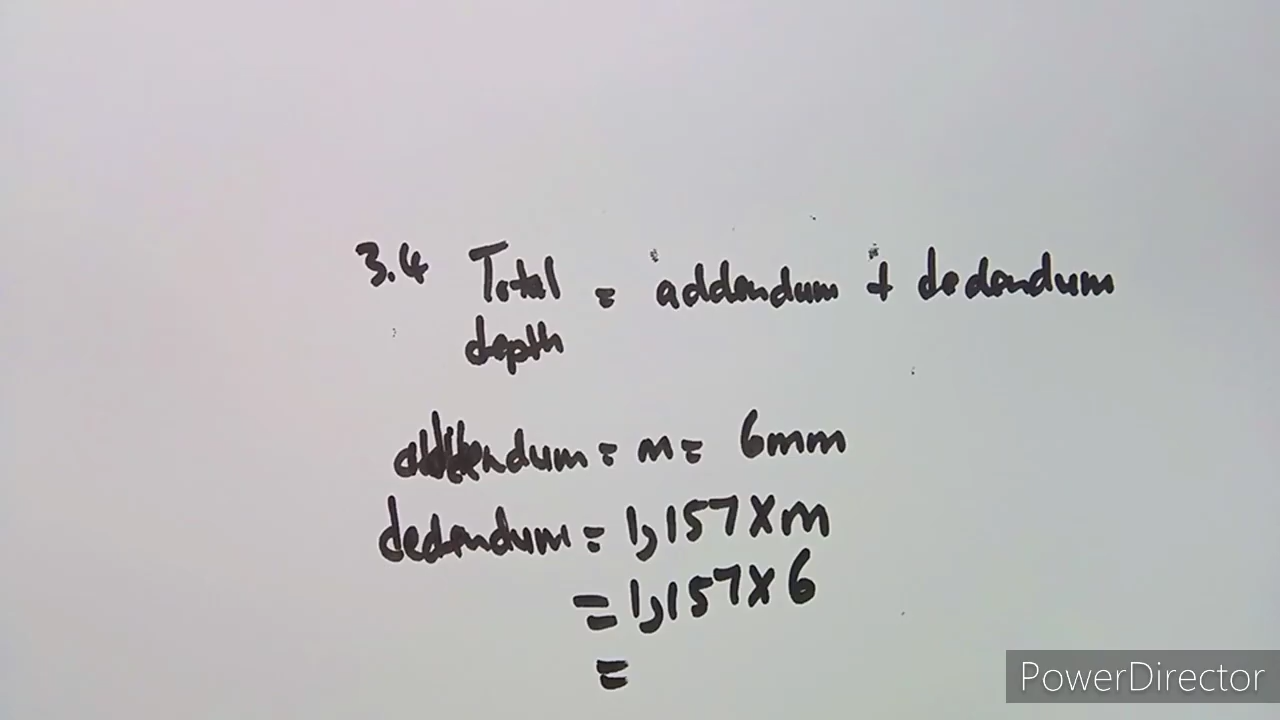 3.4 Total = addendum + dedendum
depth
addendum = m = 6mm
dedendum = 1,157 x m
= 1,157 x 6
=
PowerDirector